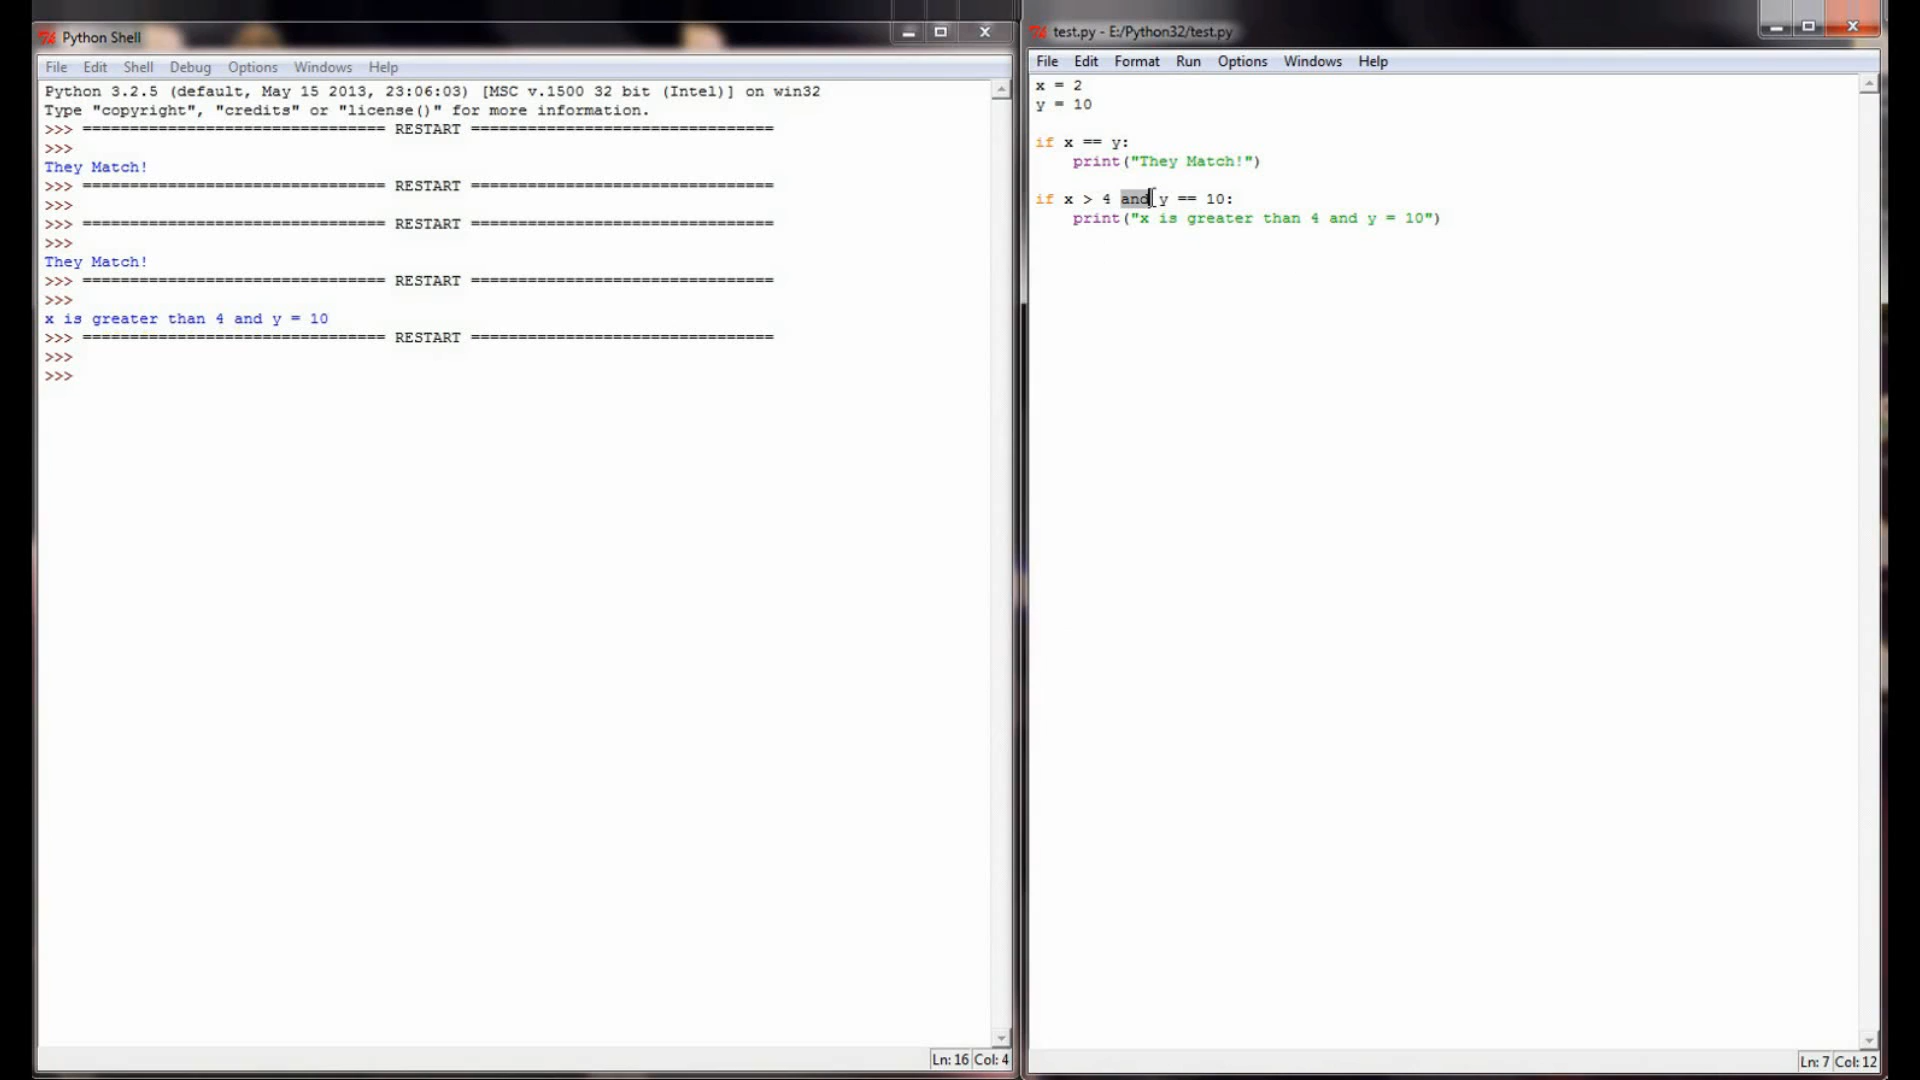 Python Shell
File Edit Shell Debug Options Windows Help
Python 3.2.5 (default, May 15 2013, 23:06:03) [MSC v.1500 32 bit (Intel)] on win32
Type "copyright", "credits" or "license()" for more information.
>>> ================================ RESTART ================================
>>>
They Match!
>>> ================================ RESTART ================================
>>>
>>> ================================ RESTART ================================
>>>
They Match!
>>> ================================ RESTART ================================
>>>
x is greater than 4 and y = 10
>>> ================================ RESTART ================================
>>>
>>>
Ln: 16 Col: 4
test.py - E:/Python32/test.py
File Edit Format Run Options Windows Help
x = 2
y = 10
if x == y:
    print("They Match!")
if x > 4 and y == 10:
    print("x is greater than 4 and y = 10")
Ln: 7 Col: 12